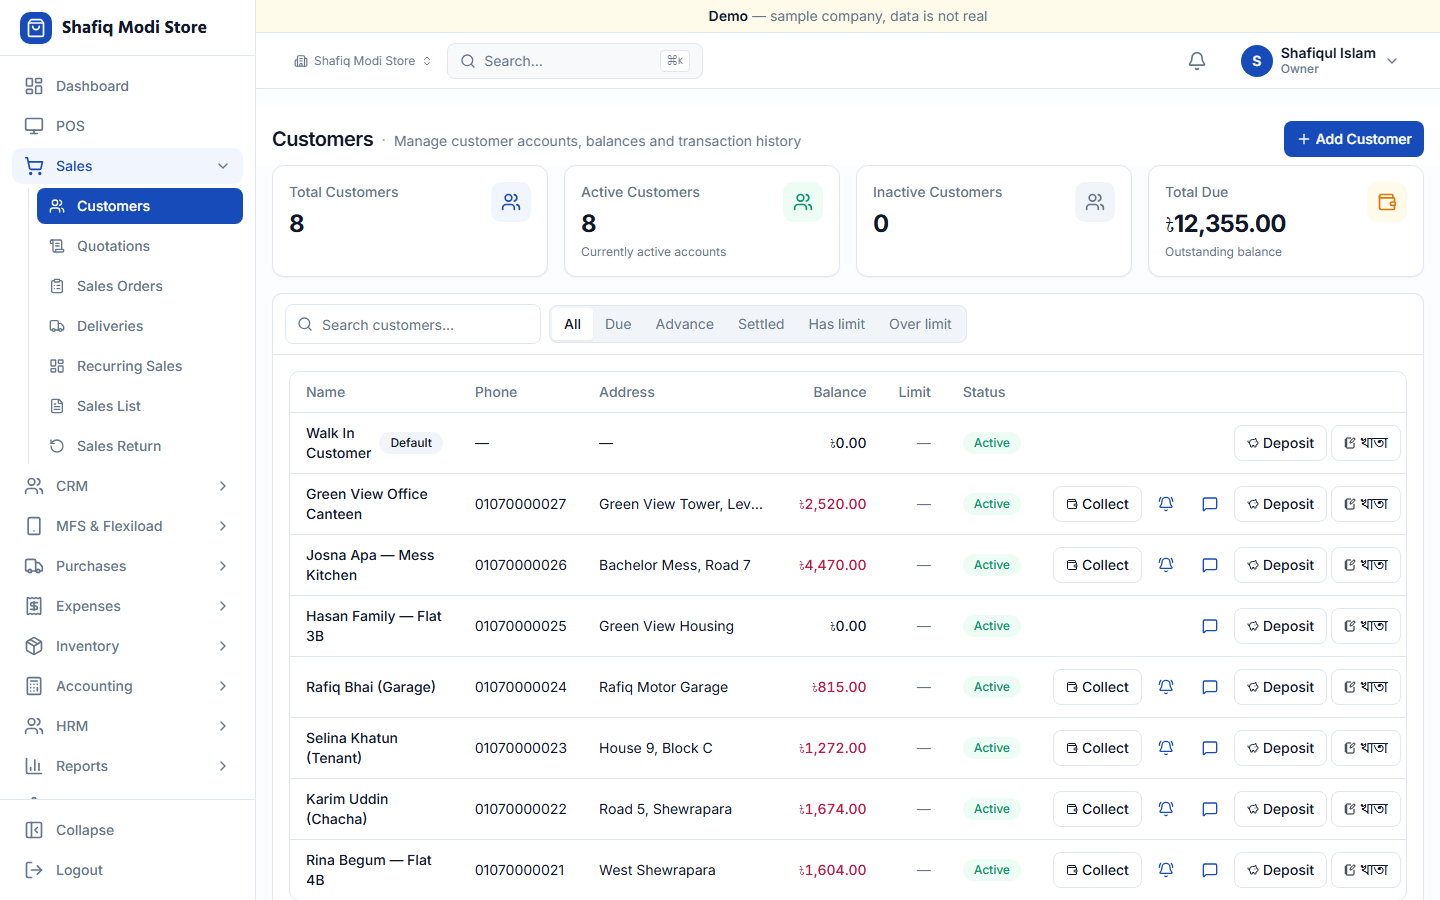 Shafiq Modi Store
Demo — sample company, data is not real
Shafiq Modi Store
Search...
⌘K
S
Shafiqul Islam
Owner
Dashboard
POS
Sales
Customers
Quotations
Sales Orders
Deliveries
Recurring Sales
Sales List
Sales Return
CRM
MFS & Flexiload
Purchases
Expenses
Inventory
Accounting
HRM
Reports
Collapse
Logout
Customers · Manage customer accounts, balances and transaction history
+ Add Customer
Total Customers
8
Active Customers
8
Currently active accounts
Inactive Customers
0
Total Due
৳12,355.00
Outstanding balance
Search customers...
All Due Advance Settled Has limit Over limit
Name Phone Address Balance Limit Status
Walk In Customer Default — — ৳0.00 — Active Deposit খাতা
Green View Office Canteen 01070000027 Green View Tower, Lev... ৳2,520.00 — Active Collect Deposit খাতা
Josna Apa — Mess Kitchen 01070000026 Bachelor Mess, Road 7 ৳4,470.00 — Active Collect Deposit খাতা
Hasan Family — Flat 3B 01070000025 Green View Housing ৳0.00 — Active Deposit খাতা
Rafiq Bhai (Garage) 01070000024 Rafiq Motor Garage ৳815.00 — Active Collect Deposit খাতা
Selina Khatun (Tenant) 01070000023 House 9, Block C ৳1,272.00 — Active Collect Deposit খাতা
Karim Uddin (Chacha) 01070000022 Road 5, Shewrapara ৳1,674.00 — Active Collect Deposit খাতা
Rina Begum — Flat 4B 01070000021 West Shewrapara ৳1,604.00 — Active Collect Deposit খাতা